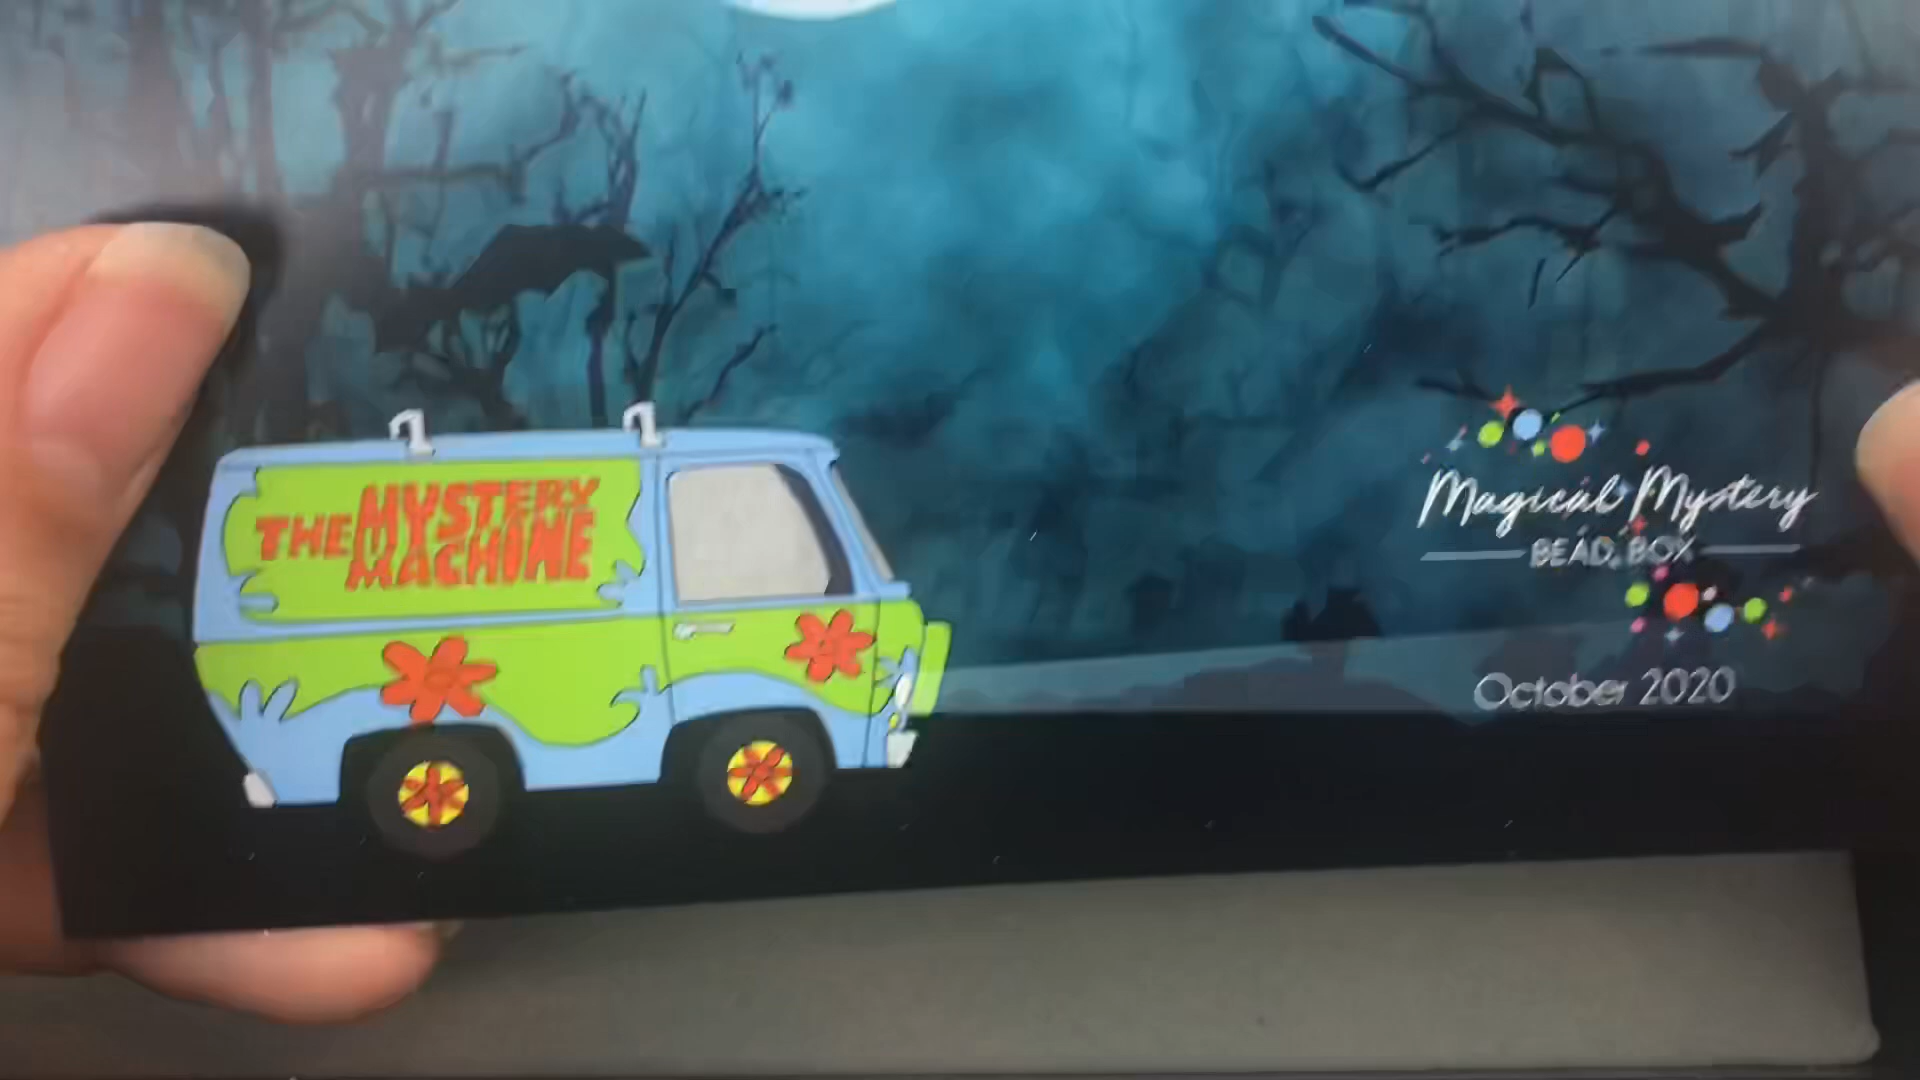 THE MYSTERY
MACHINE
Magical Mystery
BEAD BOX
October 2020